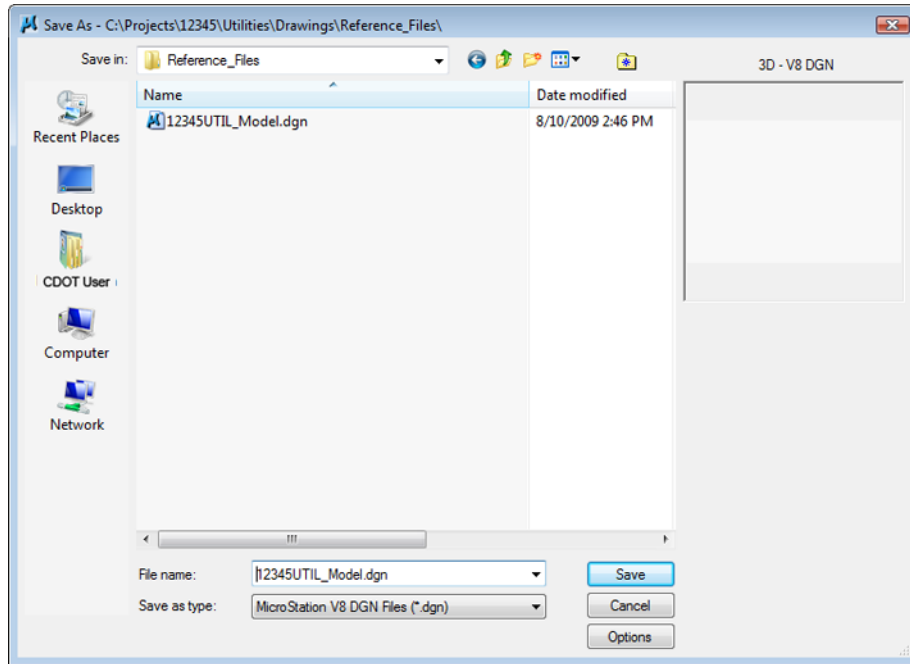 Save As - C:\Projects\12345\Utilities\Drawings\Reference_Files\
Save in: Reference_Files
3D - V8 DGN
Name Date modified
12345UTIL_Model.dgn 8/10/2009 2:46 PM
Recent Places
Desktop
CDOT User
Computer
Network
File name: 12345UTIL_Model.dgn Save
Save as type: MicroStation V8 DGN Files (*.dgn) Cancel
Options